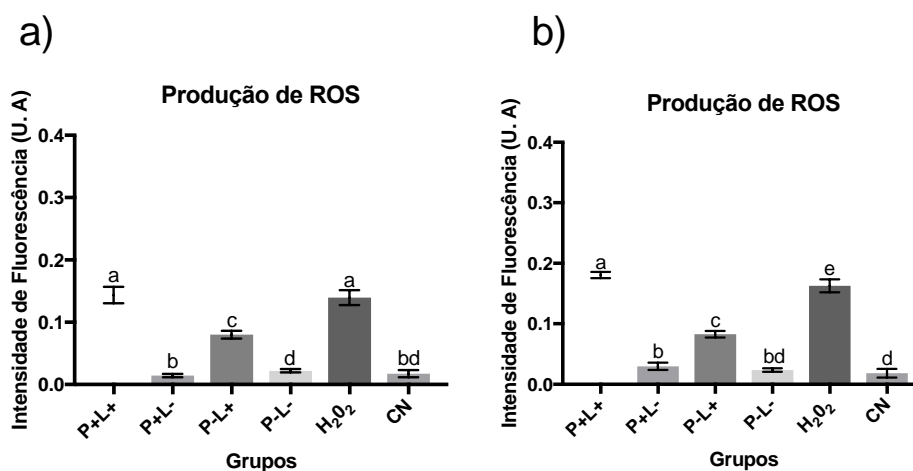 a)
Produção de ROS
Intensidade de Fluorescência (U. A)
0.4
0.3
0.2
0.1
0.0
a
b
c
d
a
bd
P+L+
P+L-
P-L+
P-L-
H₂0₂
CN
Grupos
b)
Produção de ROS
Intensidade de Fluorescência (U. A)
0.4
0.3
0.2
0.1
0.0
a
b
c
bd
e
d
P+L+
P+L-
P-L+
P-L-
H₂0₂
CN
Grupos